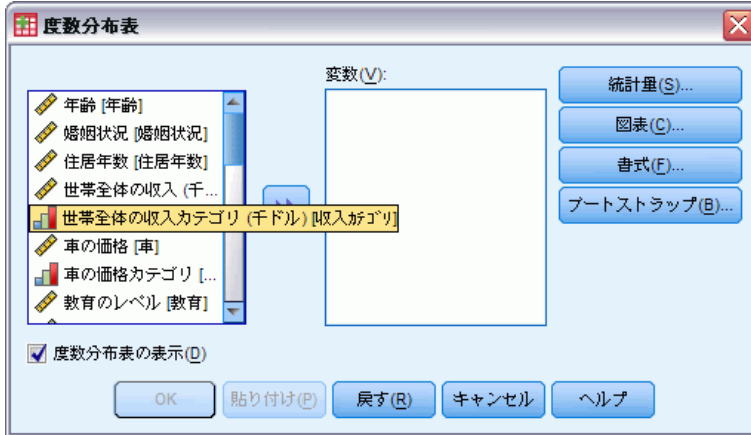 度数分布表
変数(V):
年齢 [年齢]
婚姻状況 [婚姻状況]
住居年数 [住居年数]
世帯全体の収入 (千...
世帯全体の収入カテゴリ (千ドル) [収入カテゴリ]
車の価格 [車]
車の価格カテゴリ [...
教育のレベル [教育]
統計量(S)...
図表(C)...
書式(F)...
ブートストラップ(B)...
度数分布表の表示(D)
OK
貼り付け(P)
戻す(R)
キャンセル
ヘルプ